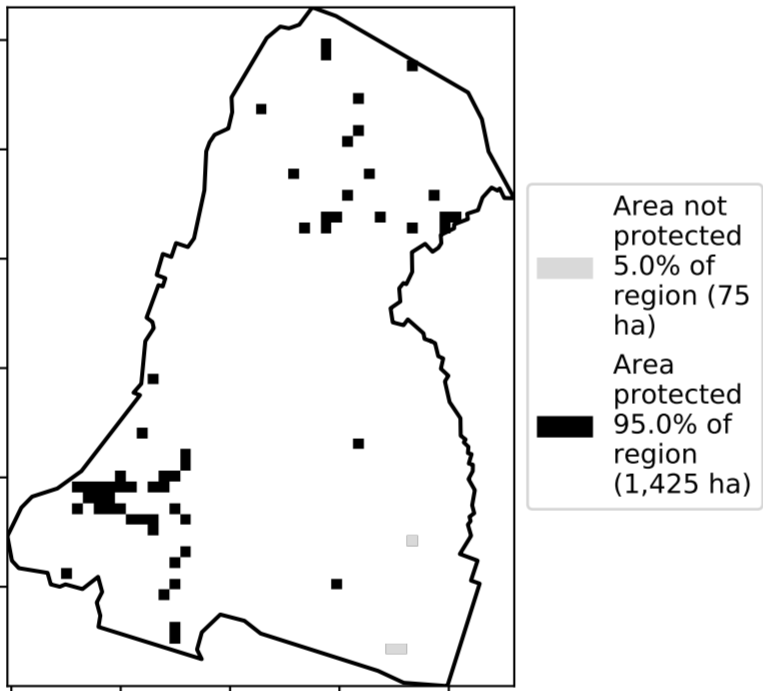 Area not
protected
5.0% of
region (75
ha)
Area
protected
95.0% of
region
(1,425 ha)